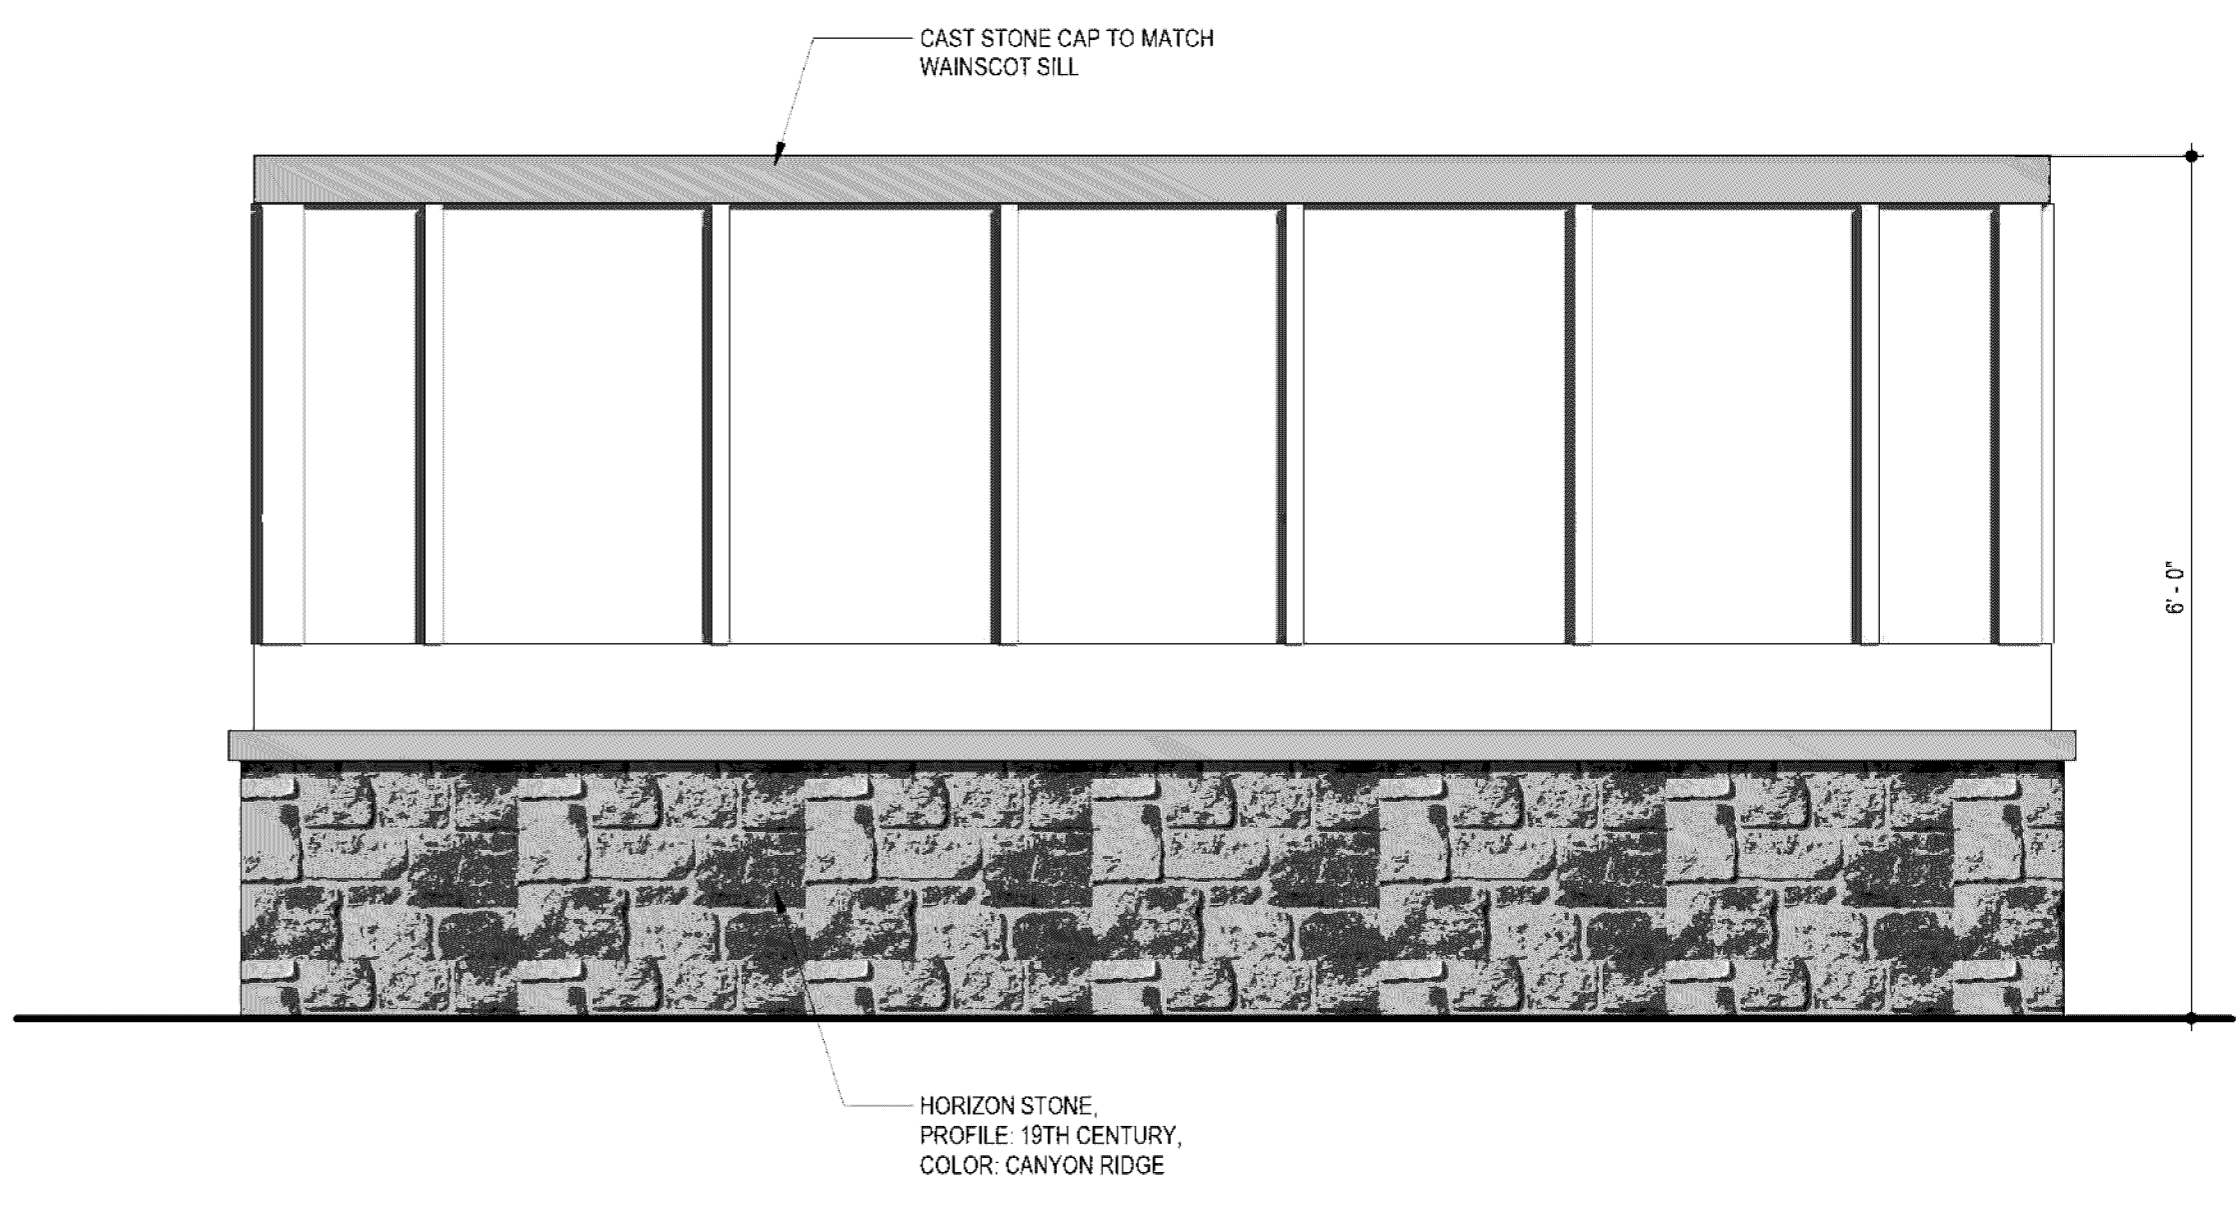 CAST STONE CAP TO MATCH
WAINSCOT SILL
6' - 0"
HORIZON STONE,
PROFILE: 19TH CENTURY,
COLOR: CANYON RIDGE